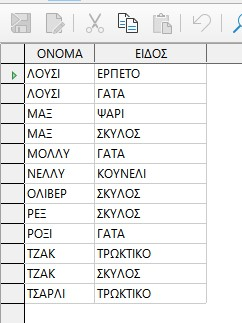 ΟΝΟΜΑ ΕΙΔΟΣ
ΛΟΥΣΙ ΕΡΠΕΤΟ
ΛΟΥΣΙ ΓΑΤΑ
ΜΑΞ ΨΑΡΙ
ΜΑΞ ΣΚΥΛΟΣ
ΜΟΛΛΥ ΓΑΤΑ
ΝΕΛΛΥ ΚΟΥΝΕΛΙ
ΟΛΙΒΕΡ ΣΚΥΛΟΣ
ΡΕΞ ΣΚΥΛΟΣ
ΡΟΞΙ ΓΑΤΑ
ΤΖΑΚ ΤΡΩΚΤΙΚΟ
ΤΖΑΚ ΣΚΥΛΟΣ
ΤΣΑΡΛΙ ΤΡΩΚΤΙΚΟ